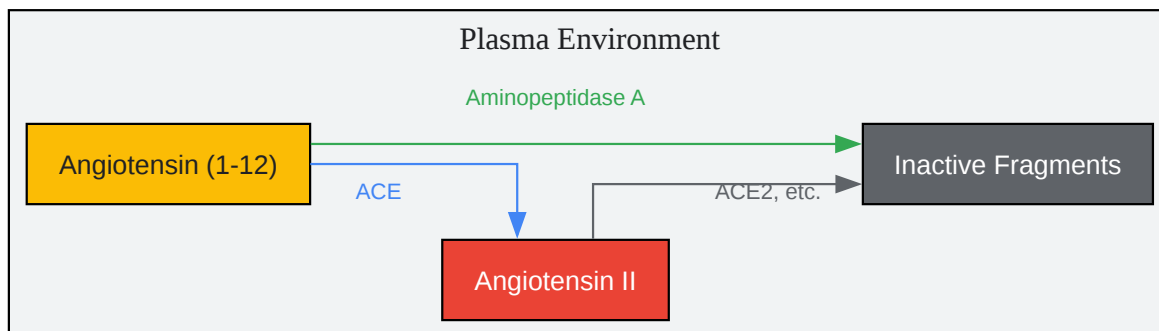 Plasma Environment
Aminopeptidase A
Angiotensin (1-12)
Inactive Fragments
ACE
ACE2, etc.
Angiotensin II